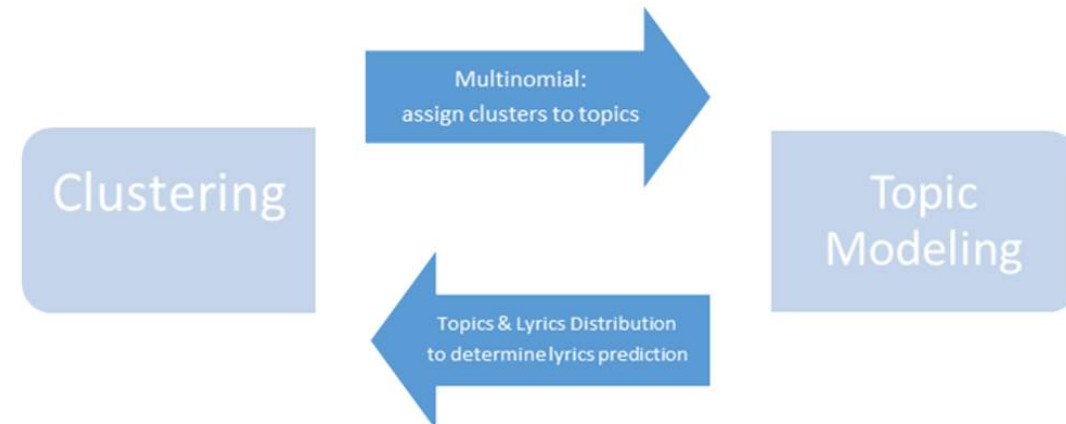 Multinomial:
assign clusters to topics
Clustering
Topic
Modeling
Topics & Lyrics Distribution
to determine lyrics prediction